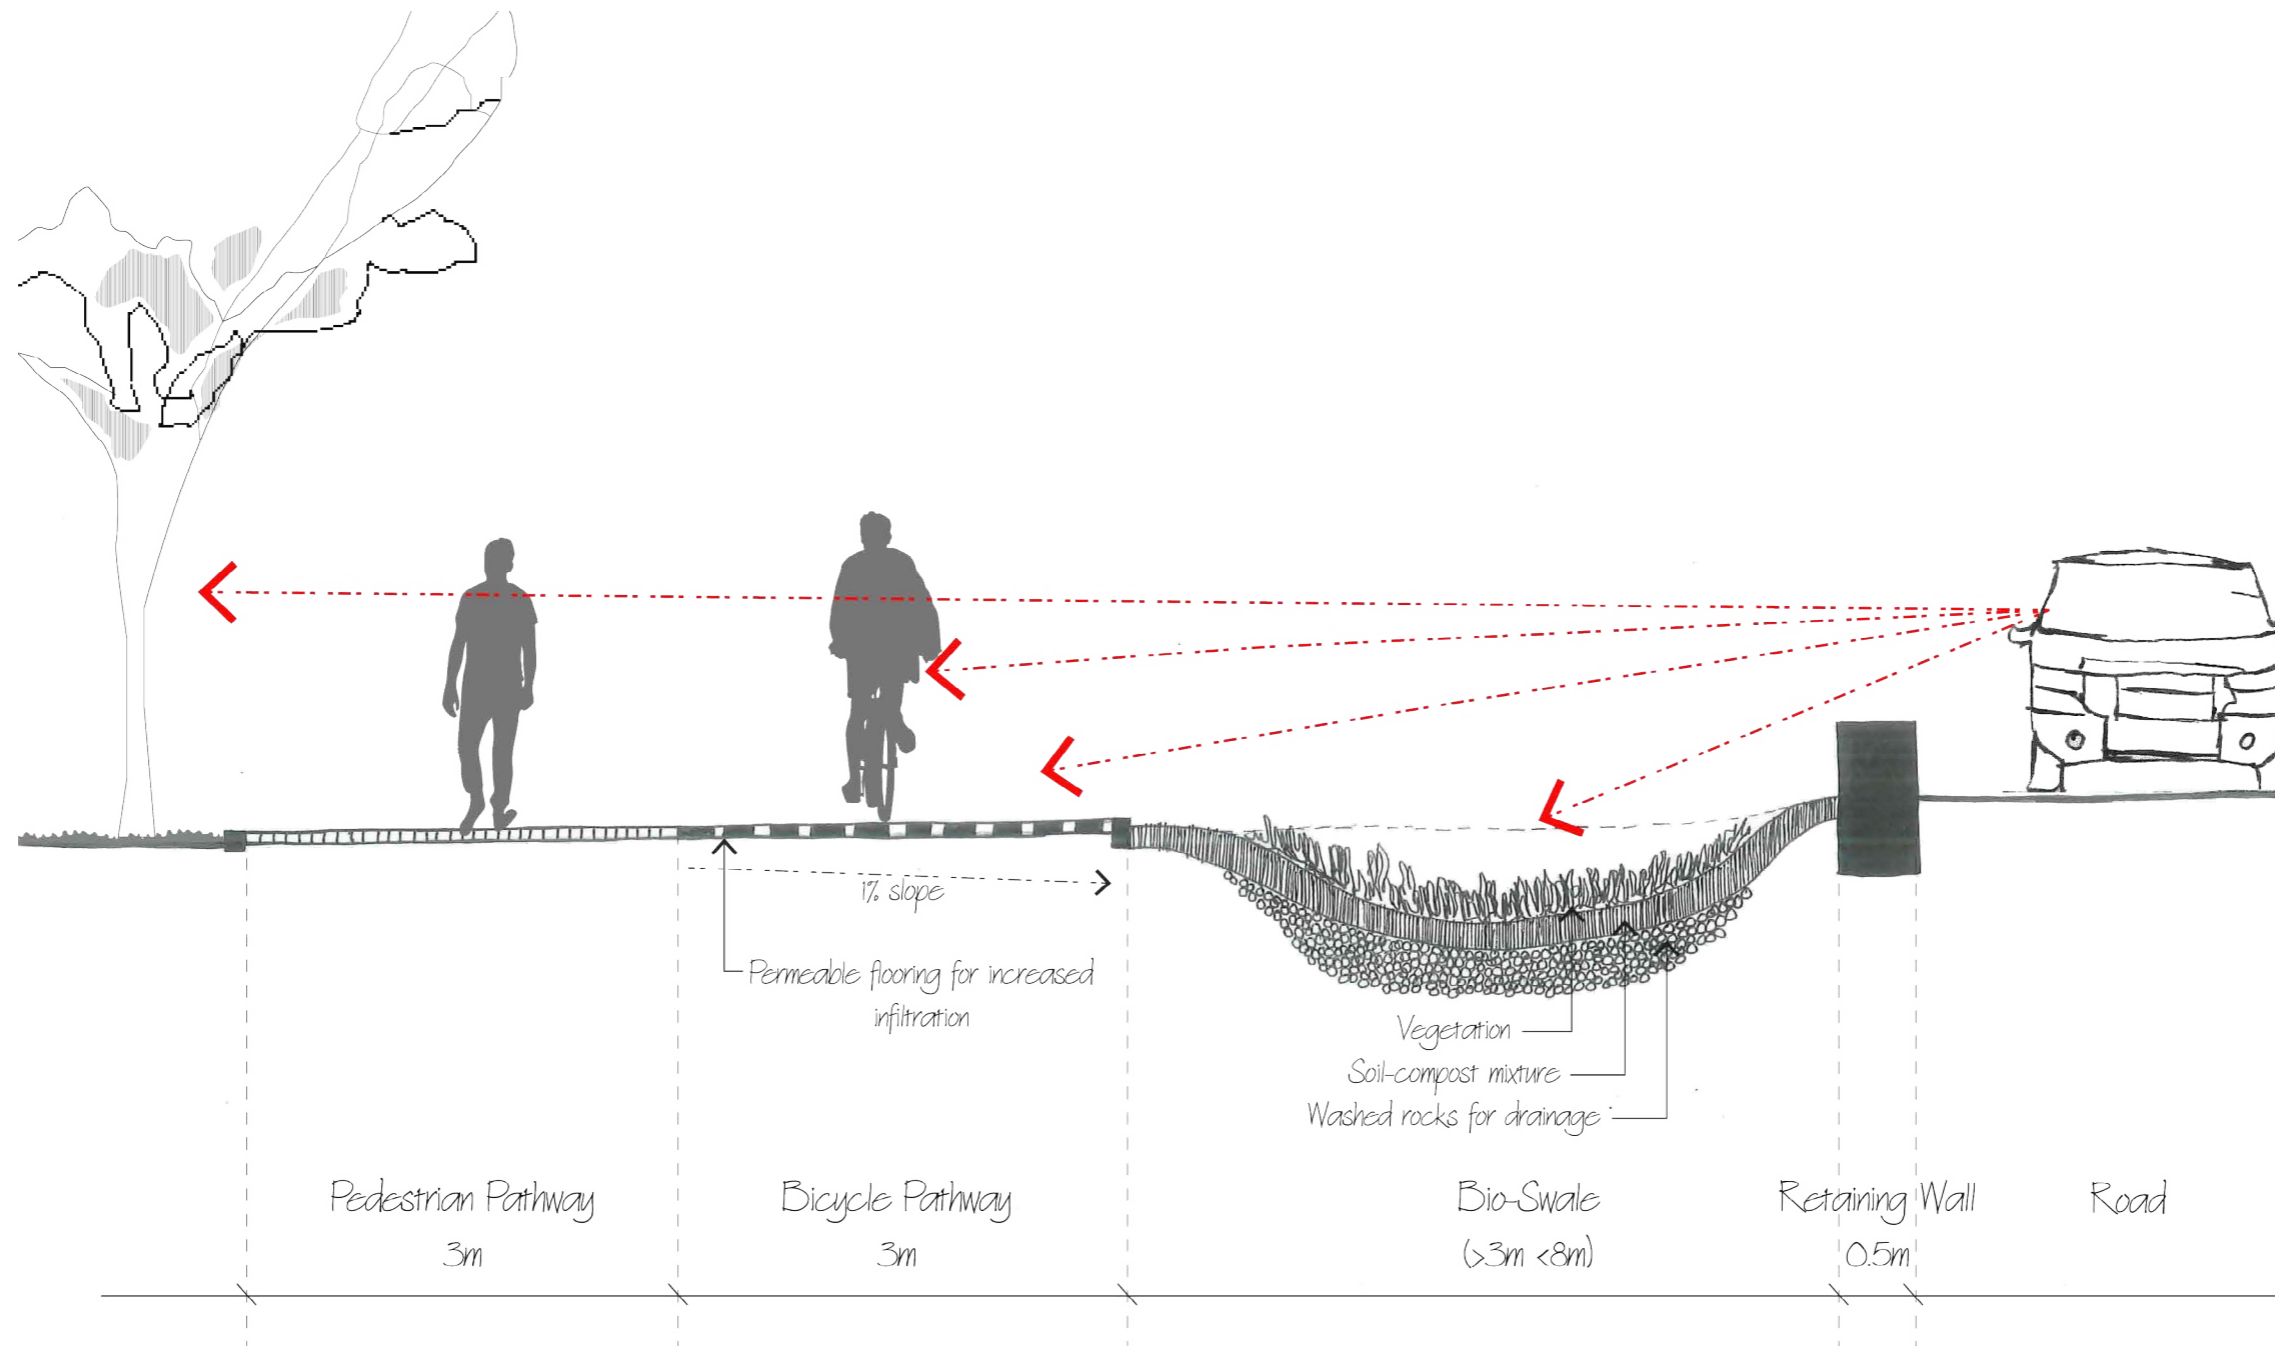 1% slope
Permeable flooring for increased
infiltration
Vegetation
Soil-compost mixture
Washed rocks for drainage
Pedestrian Pathway
3m
Bicycle Pathway
3m
Bio-Swale
(>3m <8m)
Retaining Wall
0.5m
Road